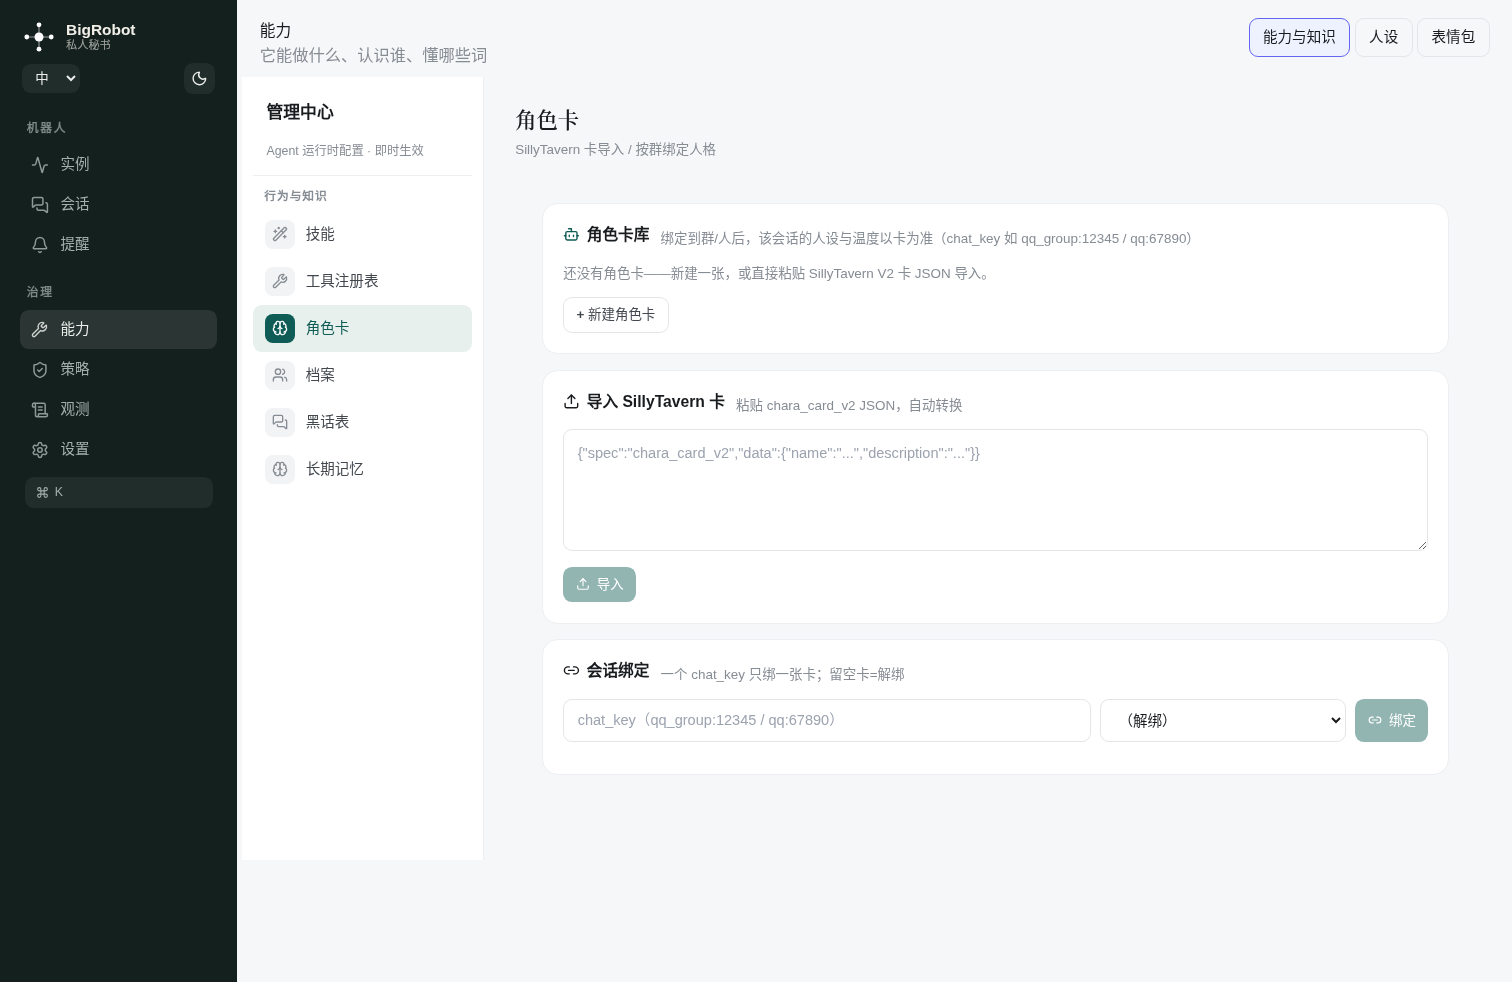 BigRobot
私人秘书
中
机器人
实例
会话
提醒
治理
能力
策略
观测
设置
⌘ K
能力
它能做什么、认识谁、懂哪些词
能力与知识
人设
表情包
管理中心
Agent 运行时配置 · 即时生效
行为与知识
技能
工具注册表
角色卡
档案
黑话表
长期记忆
角色卡
SillyTavern 卡导入 / 按群绑定人格
角色卡库 绑定到群/人后，该会话的人设与温度以卡为准（chat_key 如 qq_group:12345 / qq:67890）
还没有角色卡——新建一张，或直接粘贴 SillyTavern V2 卡 JSON 导入。
+ 新建角色卡
导入 SillyTavern 卡 粘贴 chara_card_v2 JSON，自动转换
{"spec":"chara_card_v2","data":{"name":"...","description":"..."}}
导入
会话绑定 一个 chat_key 只绑一张卡；留空卡=解绑
chat_key（qq_group:12345 / qq:67890）
（解绑）
绑定